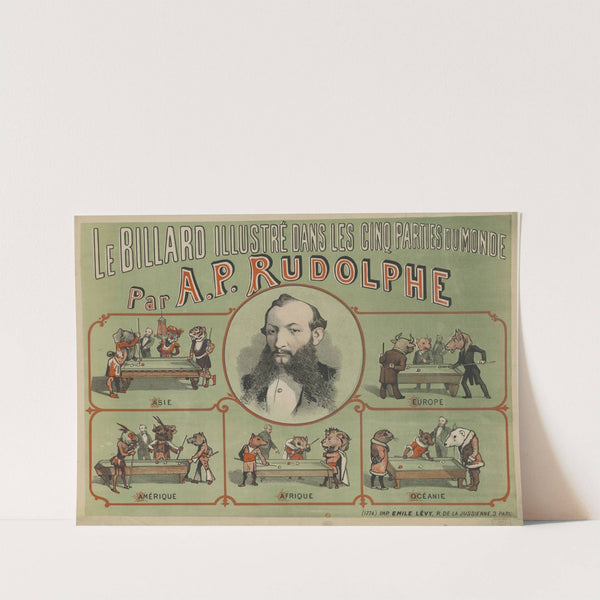 LE BILLARD ILLUSTRÉ DANS LES CINQ PARTIES DU MONDE
Par A.P. RUDOLPHE
ASIE
EUROPE
AMÉRIQUE
AFRIQUE
OCÉANIE
(1774) IMP. EMILE LÉVY, R. DE LA JUSSIENNE, 3 PARIS